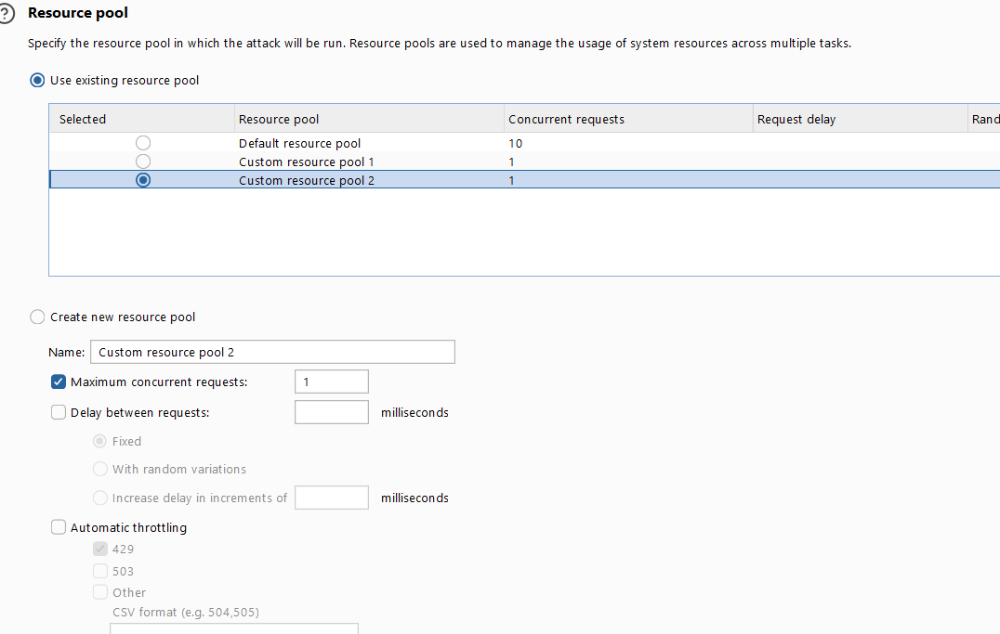 ? Resource pool
Specify the resource pool in which the attack will be run. Resource pools are used to manage the usage of system resources across multiple tasks.
Use existing resource pool
Selected Resource pool Concurrent requests Request delay Rand
Default resource pool 10
Custom resource pool 1 1
Custom resource pool 2 1
Create new resource pool
Name: Custom resource pool 2
Maximum concurrent requests: 1
Delay between requests: milliseconds
Fixed
With random variations
Increase delay in increments of milliseconds
Automatic throttling
429
503
Other
CSV format (e.g. 504,505)